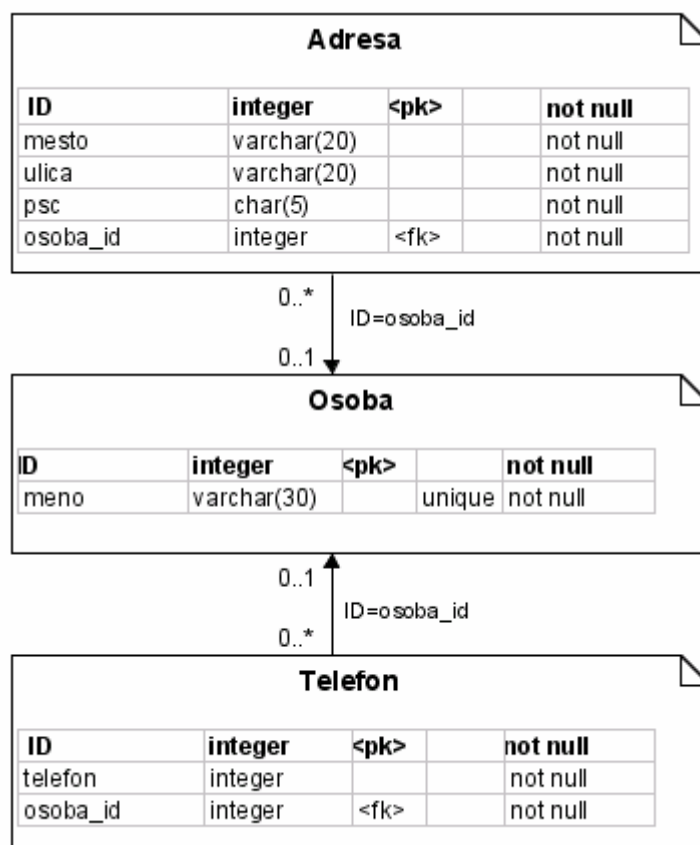 Adresa
ID integer <pk> not null
mesto varchar(20) not null
ulica varchar(20) not null
psc char(5) not null
osoba_id integer <fk> not null
0..*
ID=osoba_id
0..1
Osoba
ID integer <pk> not null
meno varchar(30) unique not null
0..1
ID=osoba_id
0..*
Telefon
ID integer <pk> not null
telefon integer not null
osoba_id integer <fk> not null